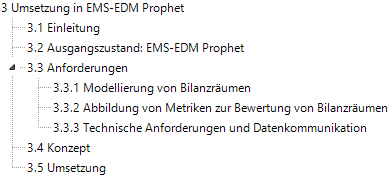 3 Umsetzung in EMS-EDM Prophet
3.1 Einleitung
3.2 Ausgangszustand: EMS-EDM Prophet
3.3 Anforderungen
3.3.1 Modellierung von Bilanzräumen
3.3.2 Abbildung von Metriken zur Bewertung von Bilanzräumen
3.3.3 Technische Anforderungen und Datenkommunikation
3.4 Konzept
3.5 Umsetzung